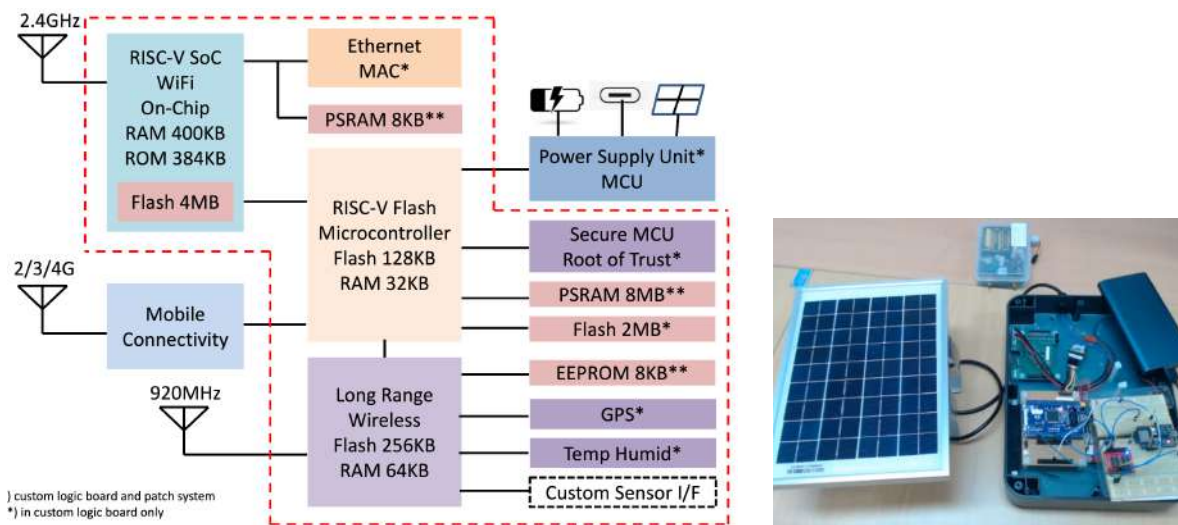 2.4GHz
RISC-V SoC
WiFi
On-Chip
RAM 400KB
ROM 384KB
Flash 4MB
Ethernet
MAC*
PSRAM 8KB**
Power Supply Unit*
MCU
RISC-V Flash
Microcontroller
Flash 128KB
RAM 32KB
Secure MCU
Root of Trust*
PSRAM 8MB**
Flash 2MB*
2/3/4G
Mobile
Connectivity
920MHz
Long Range
Wireless
Flash 256KB
RAM 64KB
EEPROM 8KB**
GPS*
Temp Humid*
Custom Sensor I/F
) custom logic board and patch system
*) in custom logic board only